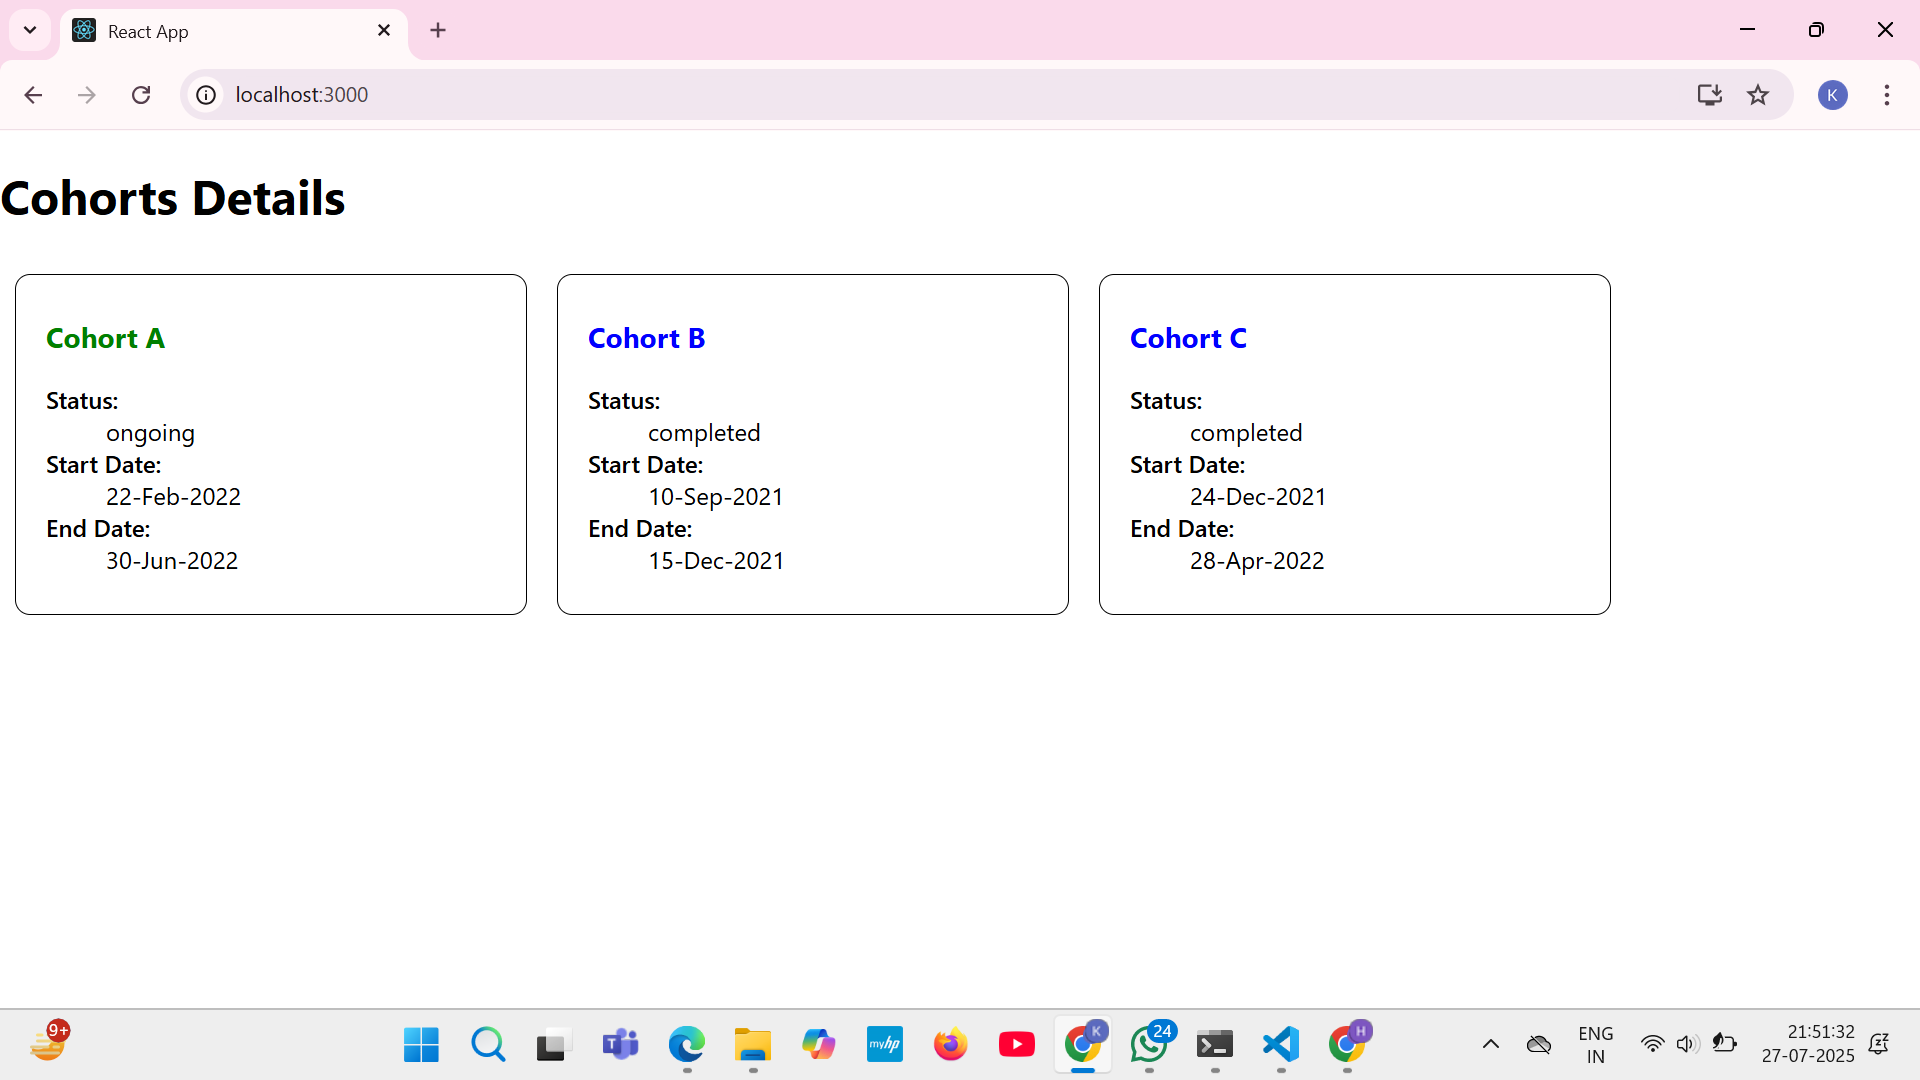 React App
localhost:3000
K
Cohorts Details
Cohort A
Status:
ongoing
Start Date:
22-Feb-2022
End Date:
30-Jun-2022
Cohort B
Status:
completed
Start Date:
10-Sep-2021
End Date:
15-Dec-2021
Cohort C
Status:
completed
Start Date:
24-Dec-2021
End Date:
28-Apr-2022
9+
T
myhp
K
24
H
ENG
IN
21:51:32
27-07-2025